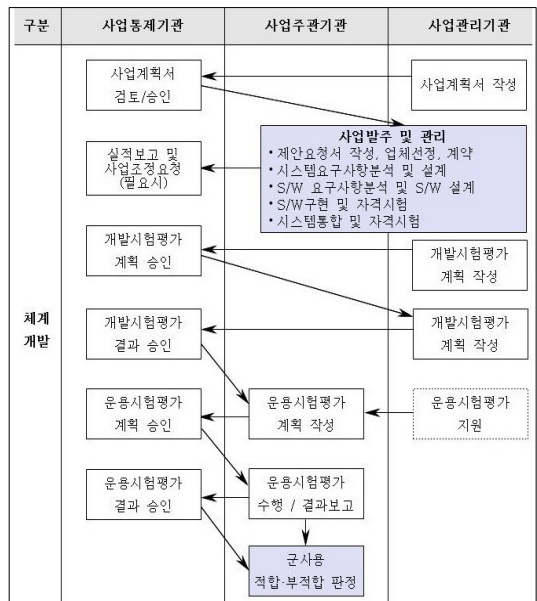 구분 사업통제기관 사업주관기관 사업관리기관
사업계획서
검토/승인
사업계획서 작성
사업발주 및 관리
• 제안요청서 작성, 업체선정, 계약
• 시스템요구사항분석 및 설계
• S/W 요구사항분석 및 S/W 설계
• S/W구현 및 자격시험
• 시스템통합 및 자격시험
실적보고 및
사업조정요청
(필요시)
개발시험평가
계획 승인
개발시험평가
계획 작성
체계
개발
개발시험평가
결과 승인
개발시험평가
계획 작성
운용시험평가
계획 승인
운용시험평가
계획 작성
운용시험평가
지원
운용시험평가
결과 승인
운용시험평가
수행 / 결과보고
군사용
적합·부적합 판정